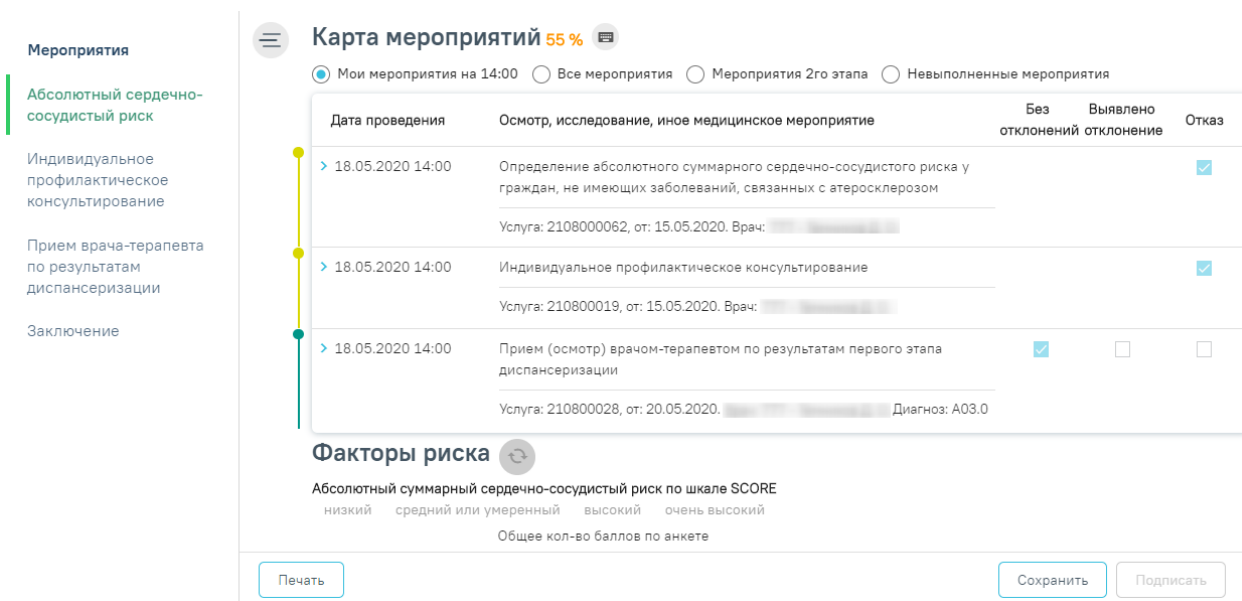 Мероприятия
Абсолютный сердечно-
сосудистый риск
Индивидуальное
профилактическое
консультирование
Прием врача-терапевта
по результатам
диспансеризации
Заключение
Карта мероприятий 55 %
Мои мероприятия на 14:00 Все мероприятия Мероприятия 2го этапа Невыполненные мероприятия
Дата проведения Осмотр, исследование, иное медицинское мероприятие Без отклонений Выявлено отклонение Отказ
18.05.2020 14:00 Определение абсолютного суммарного сердечно-сосудистого риска у
граждан, не имеющих заболеваний, связанных с атеросклерозом
Услуга: 2108000062, от: 15.05.2020. Врач:
18.05.2020 14:00 Индивидуальное профилактическое консультирование
Услуга: 210800019, от: 15.05.2020. Врач:
18.05.2020 14:00 Прием (осмотр) врачом-терапевтом по результатам первого этапа
диспансеризации
Услуга: 210800028, от: 20.05.2020. Диагноз: A03.0
Факторы риска
Абсолютный суммарный сердечно-сосудистый риск по шкале SCORE
низкий средний или умеренный высокий очень высокий
Общее кол-во баллов по анкете
Печать Сохранить Подписать